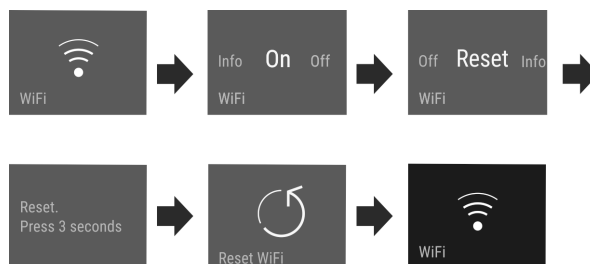 WiFi
Info On Off
WiFi
Off Reset Info
WiFi
Reset.
Press 3 seconds
Reset WiFi
WiFi